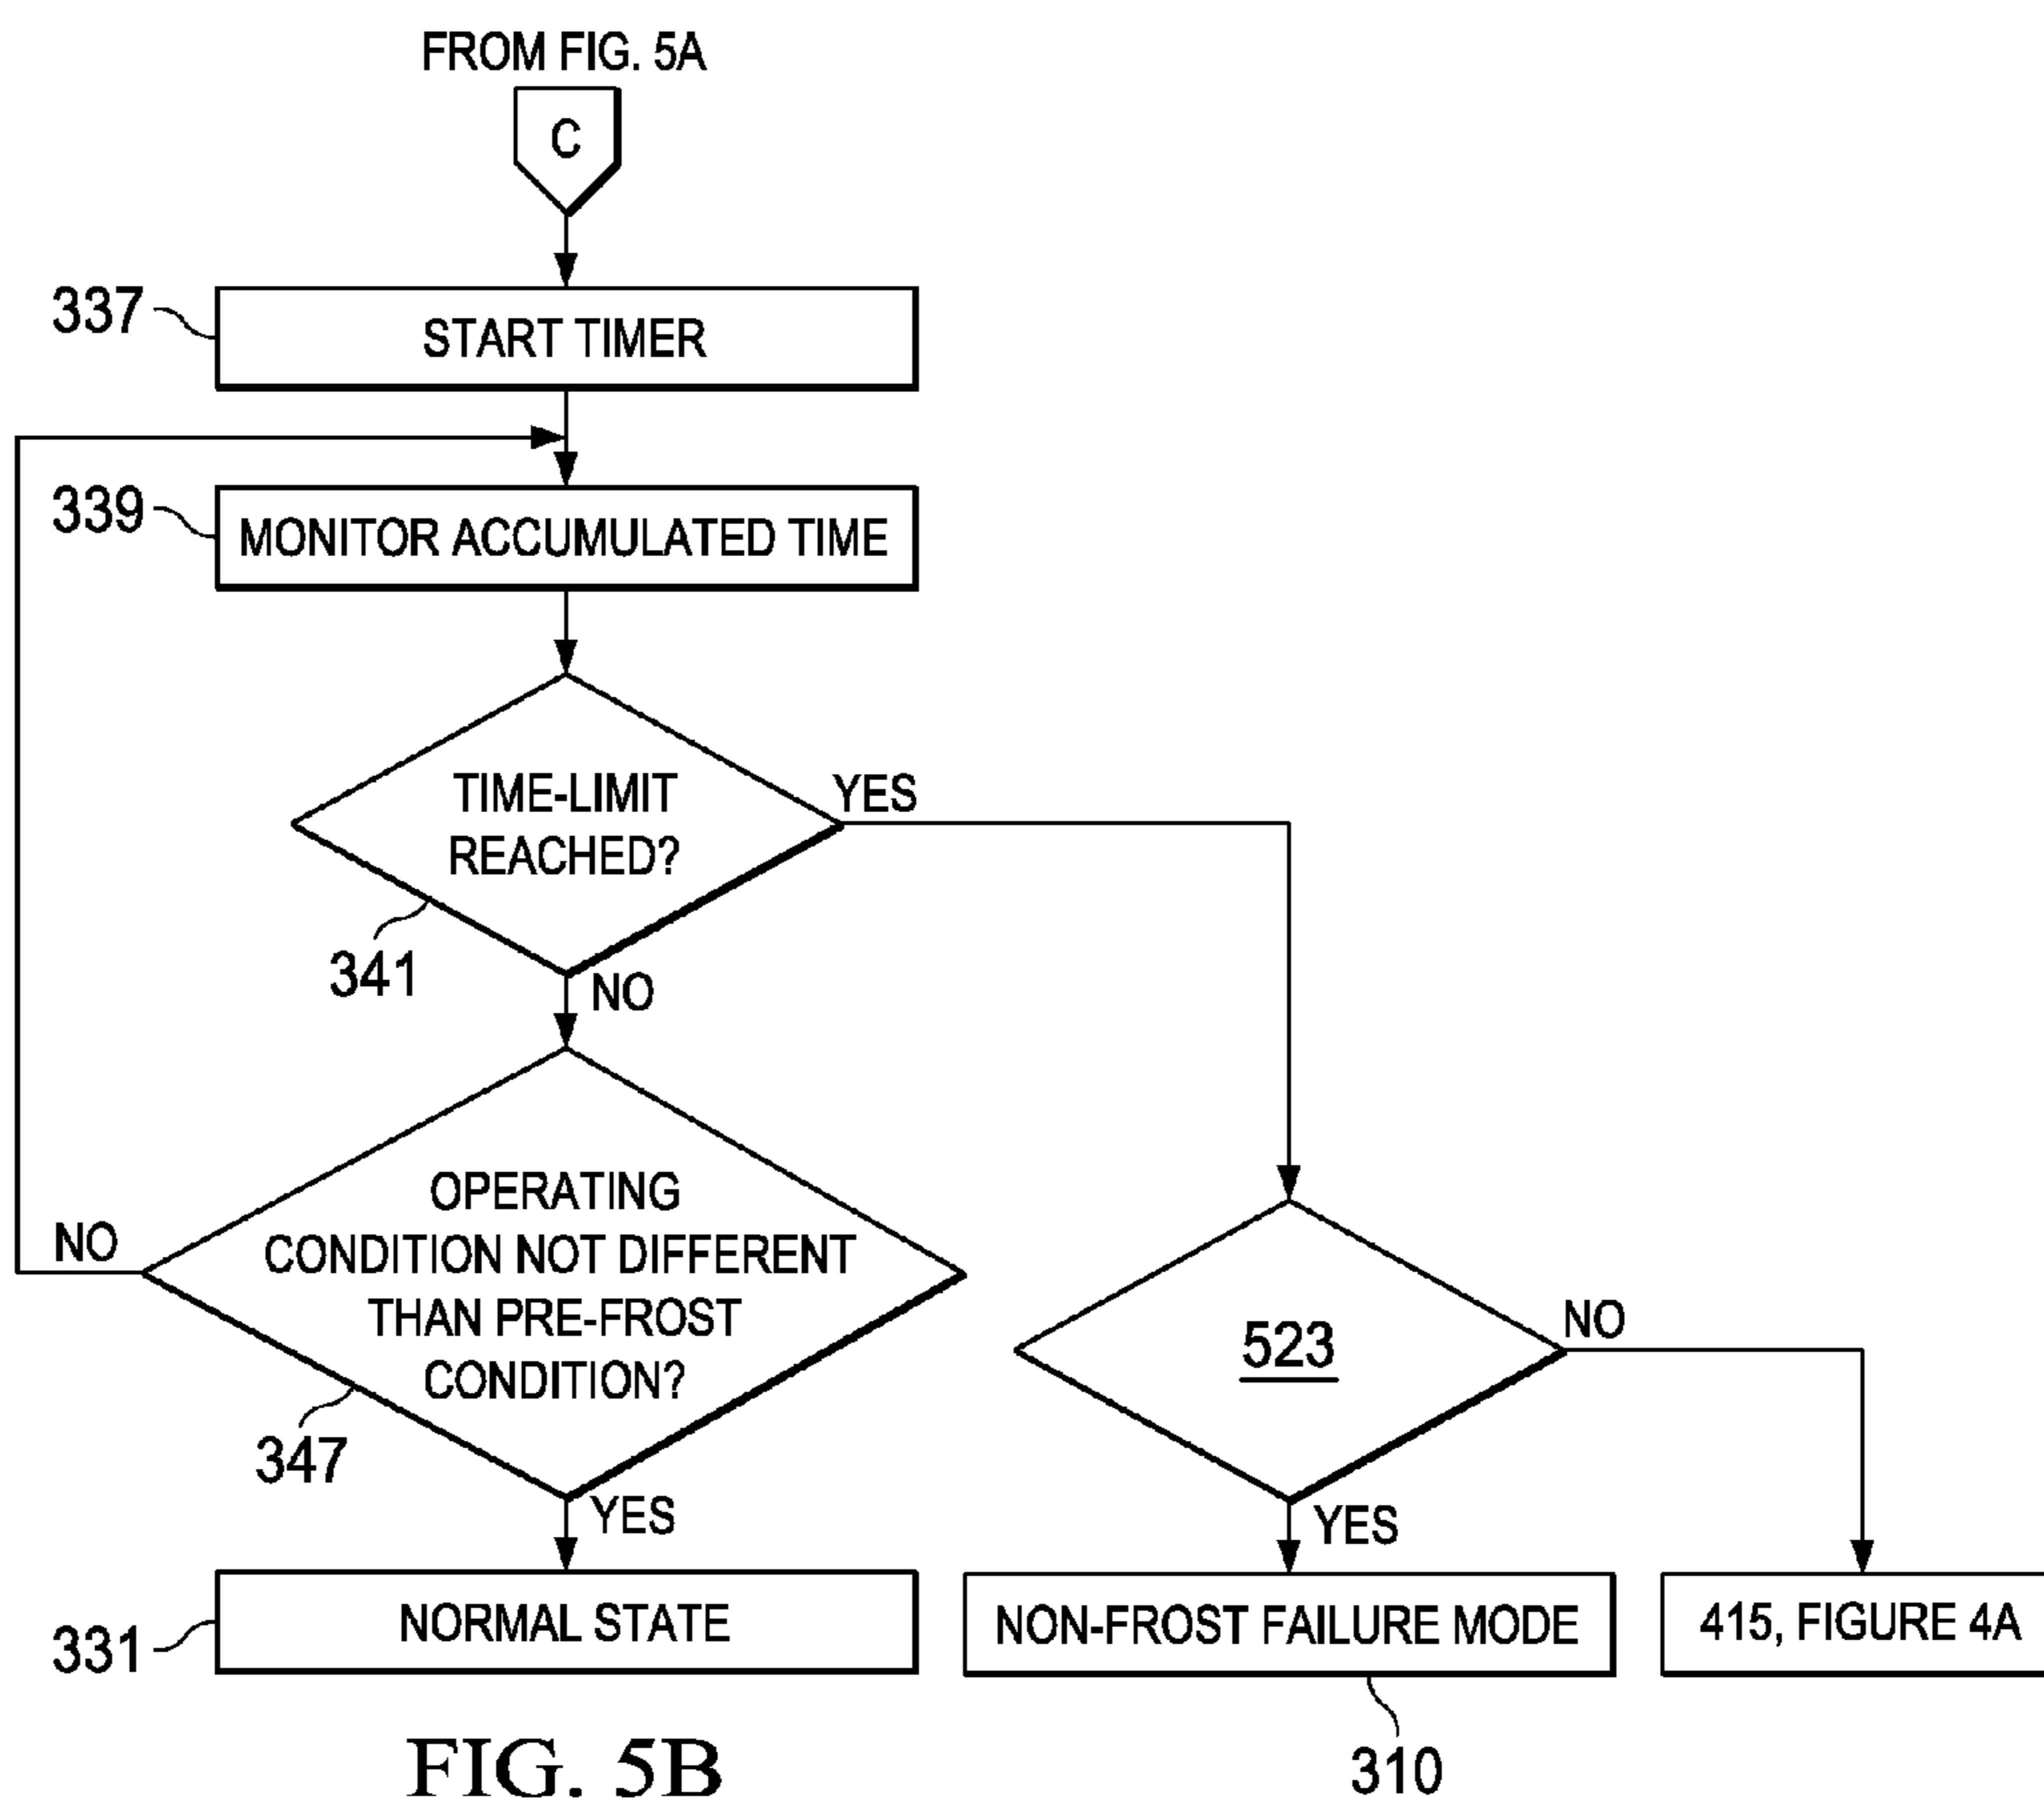 FROM FIG. 5A
C
337
START TIMER
339
MONITOR ACCUMULATED TIME
TIME-LIMIT
REACHED?
YES
341
NO
OPERATING
CONDITION NOT DIFFERENT
THAN PRE-FROST
CONDITION?
NO
347
YES
523
NO
YES
331
NORMAL STATE
NON-FROST FAILURE MODE
415, FIGURE 4A
310
FIG. 5B